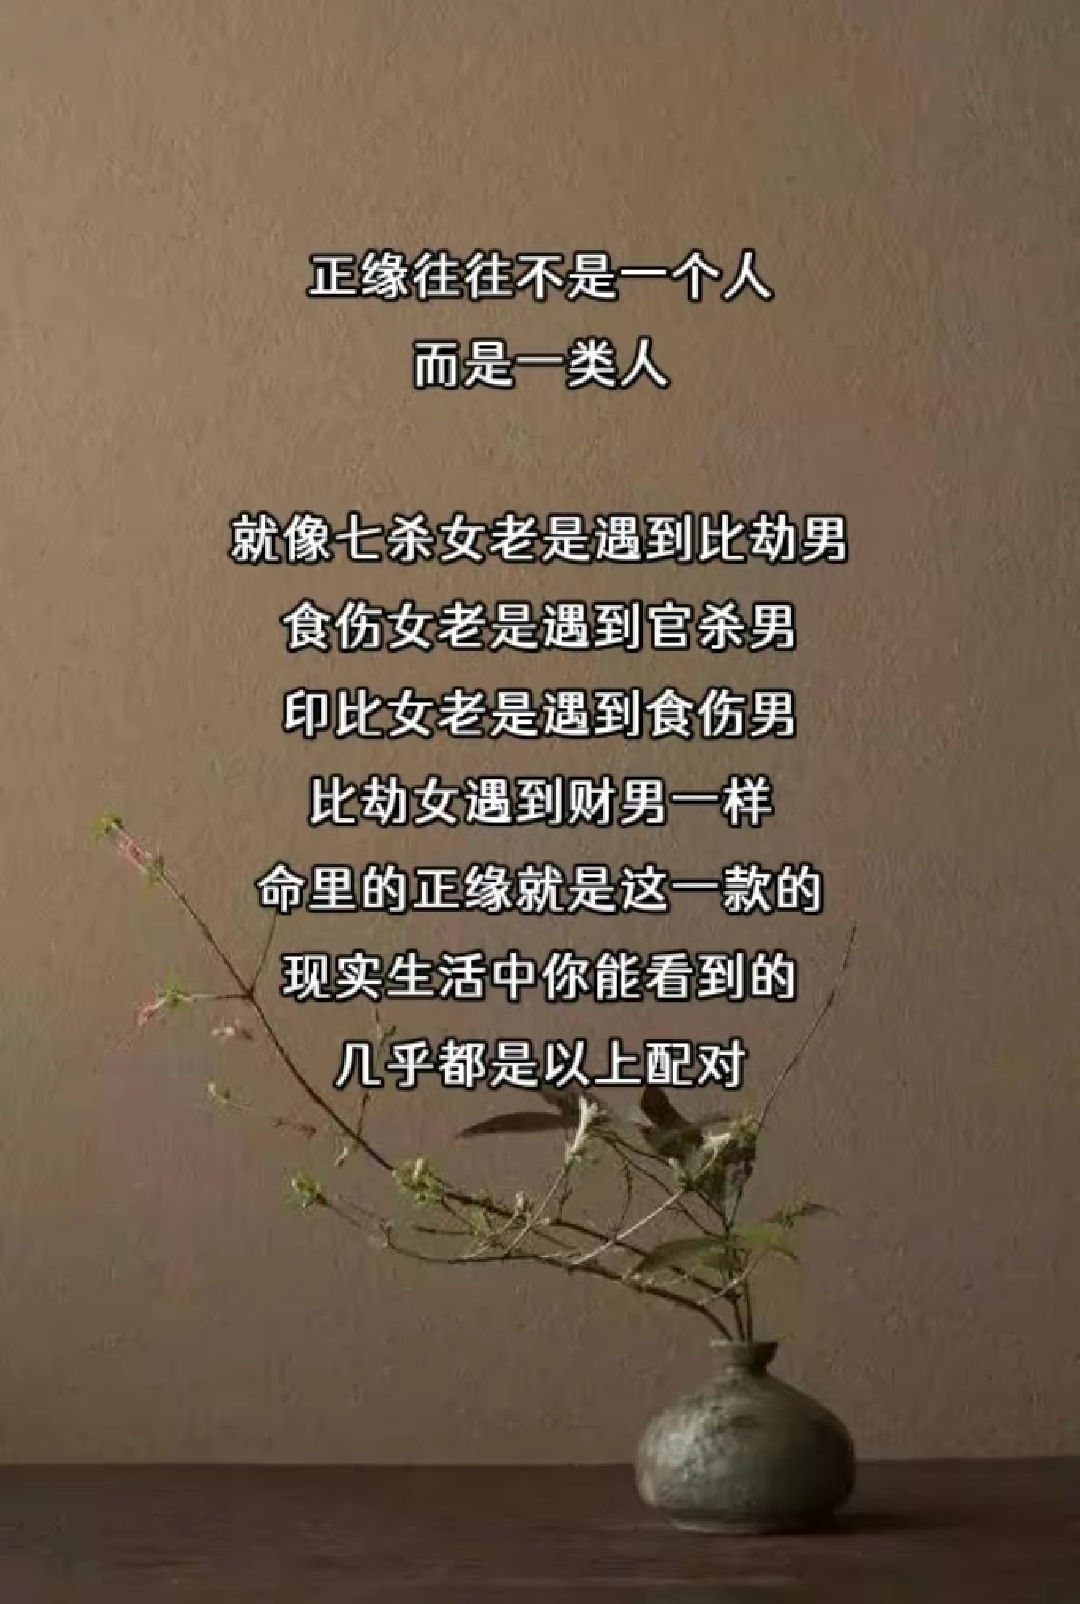 正缘往往不是一个人
而是一类人
就像七杀女老是遇到比劫男
食伤女老是遇到官杀男
印比女老是遇到食伤男
比劫女遇到财男一样
命里的正缘就是这一款的
现实生活中你能看到的
几乎都是以上配对